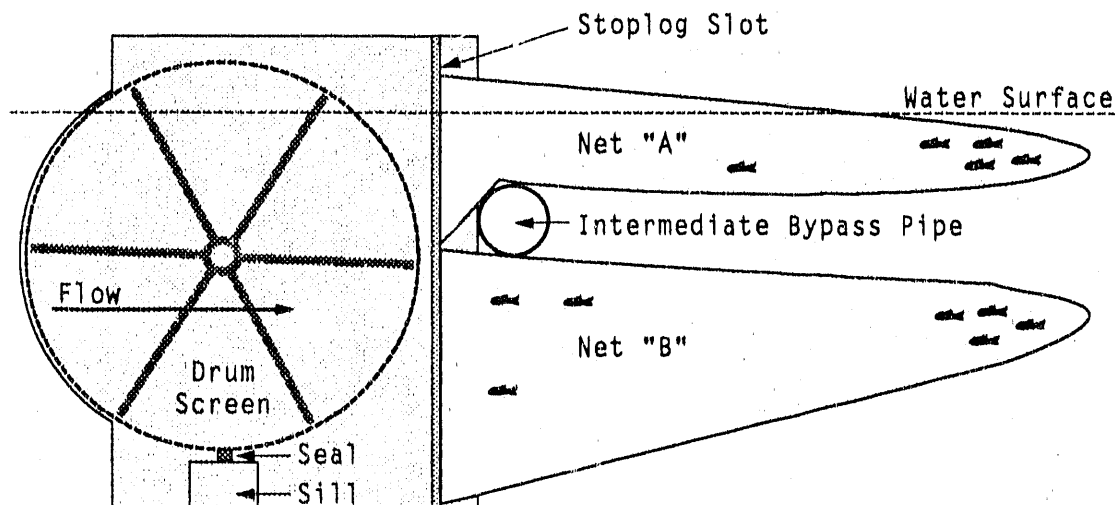 Stoplog Slot
Water Surface
Net "A"
Intermediate Bypass Pipe
Flow
Net "B"
Drum
Screen
Seal
Sill